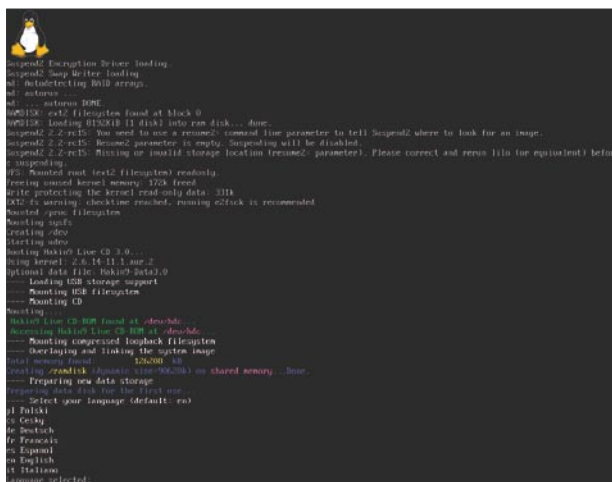 Suspend2 Encryption Driver loading.
Suspend2 Swap Writer loading.
md: Autodetecting RAID arrays.
md: autorun ...
md: ... autorun DONE.
RAMDISK: ext2 filesystem found at block 0
RAMDISK: Loading 8192KiB [1 disk] into ram disk... done.
Suspend2 2.2-rc15: You need to use a resume2= command line parameter to tell Suspend2 where to look for an image.
Suspend2 2.2-rc15: Resume2 parameter is empty. Suspending will be disabled.
Suspend2 2.2-rc15: Missing or invalid storage location (resume2= parameter). Please correct and rerun lilo (or equivalent) befor
e suspending.
VFS: Mounted root (ext2 filesystem) readonly.
Freeing unused kernel memory: 172k freed
Write protecting the kernel read-only data: 331k
EXT2-fs warning: checktime reached, running e2fsck is recommended
Mounted /proc filesystem
Mounting sysfs
Creating /dev
Starting udev
Booting Hakin9 Live CD 3.0...
Using kernel: 2.6.14-11.1.aur.2
Optional data file: Hakin9-Data3.0
---- Loading USB storage support
---- Mounting USB filesystem
---- Mounting CD
Mounting....
Hakin9 Live CD-ROM found at /dev/hdc...
Accessing Hakin9 Live CD-ROM at /dev/hdc...
---- Mounting compressed loopback filesystem
---- Overlaying and linking the system image
Total memory found: kB
Creating /ramdisk (dynamic size=90620k) on shared memory...Done.
---- Preparing new data storage
Preparing data disk for the first use..
---- Select your language (default: en)
pl Polski
cs Cesky
de Deutsch
fr Francais
es Espanol
en English
it Italiano
Language selected: